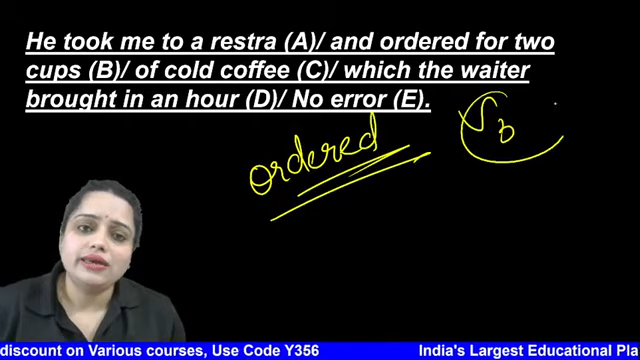 He took me to a restra (A)/ and ordered for two
cups (B)/ of cold coffee (C)/ which the waiter
brought in an hour (D)/ No error (E).
ordered
discount on Various courses, Use Code Y356 India's Largest Educational Pla